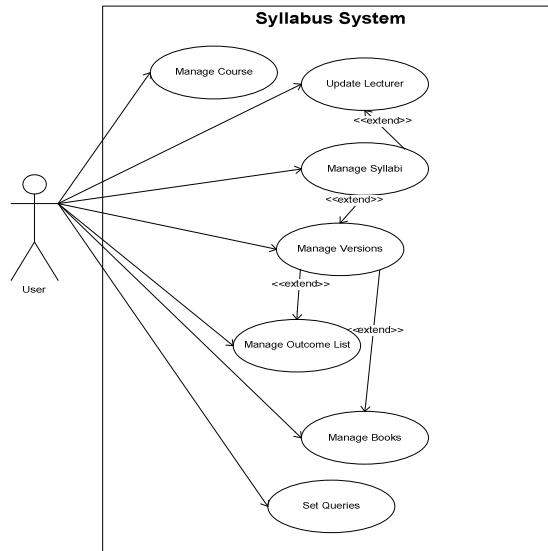 Syllabus System
Manage Course
Update Lecturer
<<extend>>
Manage Syllabi
<<extend>>
User
Manage Versions
<<extend>>
<<extend>>
Manage Outcome List
Manage Books
Set Queries